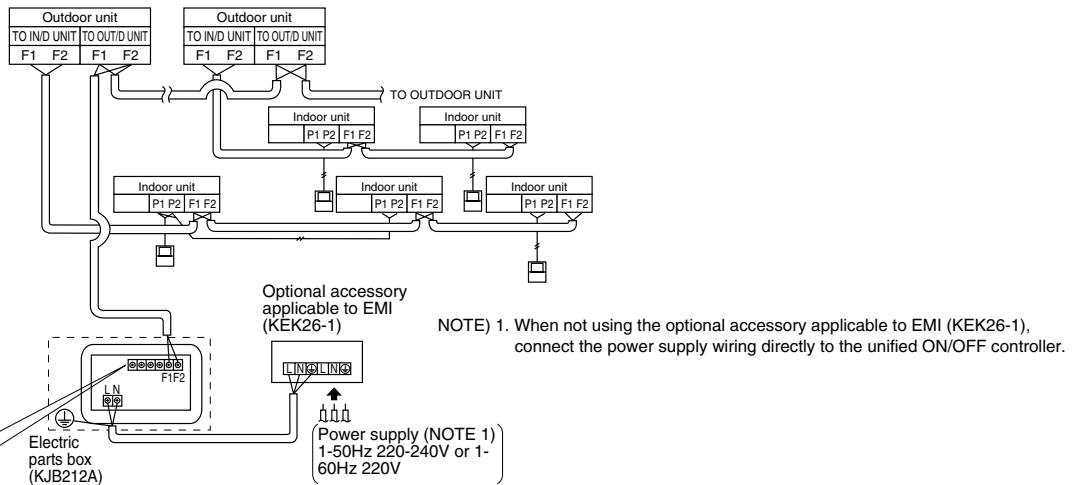 Outdoor unit
TO IN/D UNIT TO OUT/D UNIT
F1 F2 F1 F2
Outdoor unit
TO IN/D UNIT TO OUT/D UNIT
F1 F2 F1 F2
TO OUTDOOR UNIT
Indoor unit
P1 P2 F1 F2
Indoor unit
P1 P2 F1 F2
Indoor unit
P1 P2 F1 F2
Indoor unit
P1 P2 F1 F2
Indoor unit
P1 P2 F1 F2
Optional accessory
applicable to EMI
(KEK26-1)
L N L N
NOTE) 1. When not using the optional accessory applicable to EMI (KEK26-1),
connect the power supply wiring directly to the unified ON/OFF controller.
F1F2
L N
Electric
parts box
(KJB212A)
Power supply (NOTE 1)
1-50Hz 220-240V or 1-
60Hz 220V